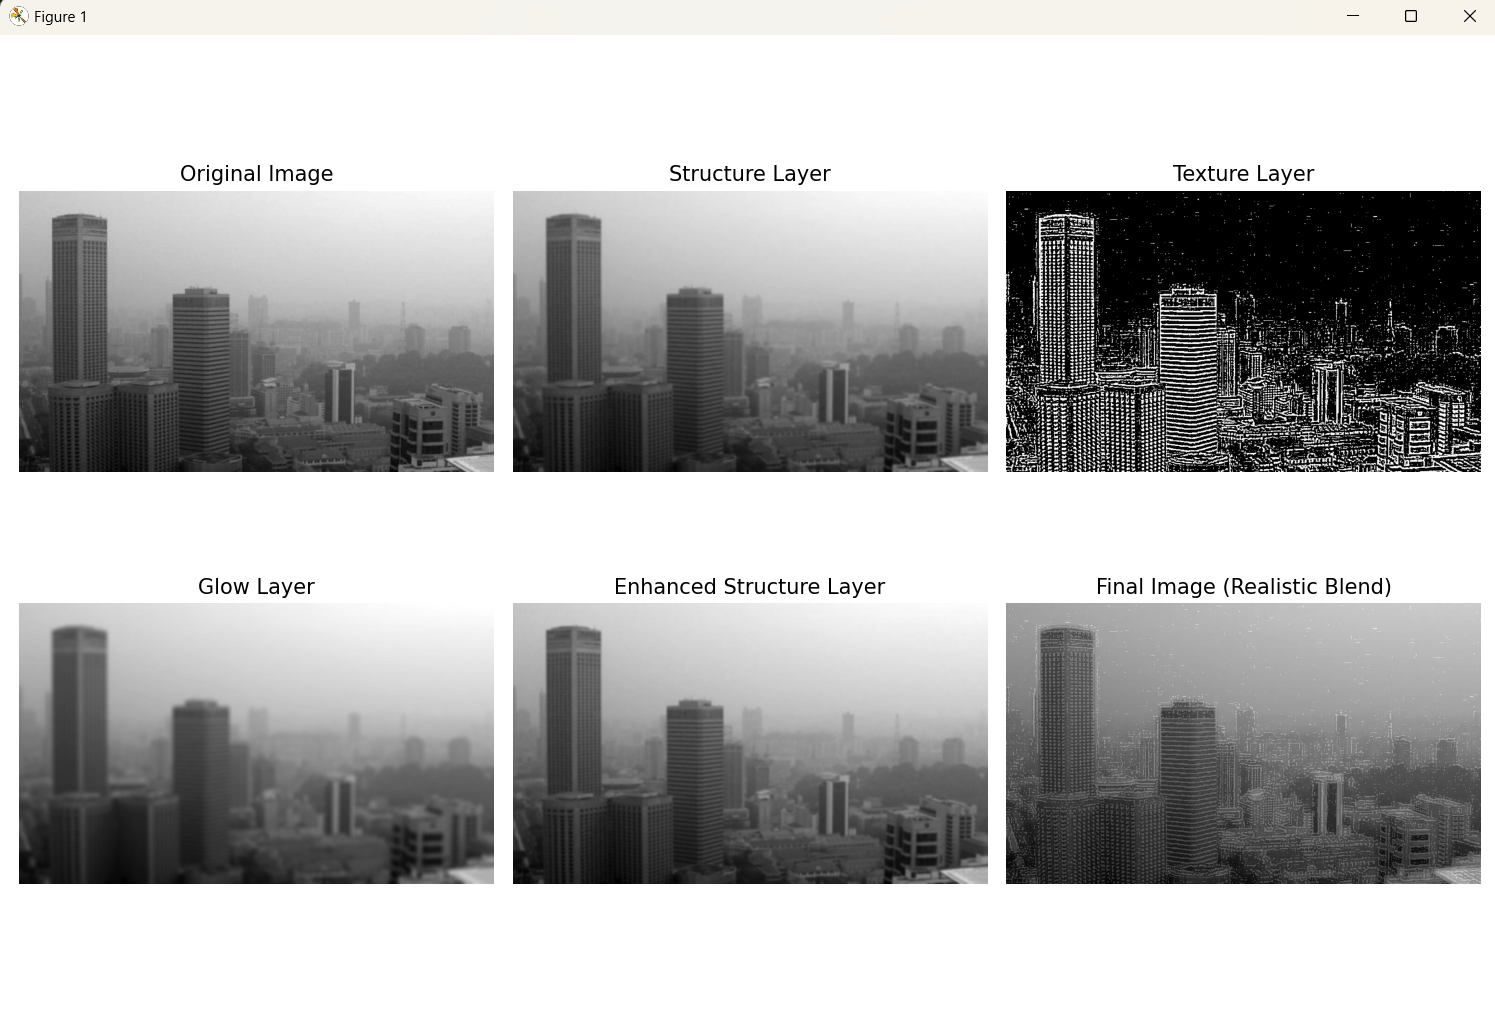 Figure 1
Original Image
Structure Layer
Texture Layer
Glow Layer
Enhanced Structure Layer
Final Image (Realistic Blend)